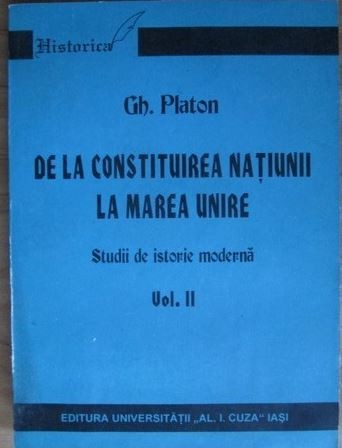 Historica
Gh. Platon
DE LA CONSTITUIREA NAȚIUNII
LA MAREA UNIRE
Studii de istorie modernă
Vol. II
EDITURA UNIVERSITĂȚII „AL. I. CUZA" IAȘI